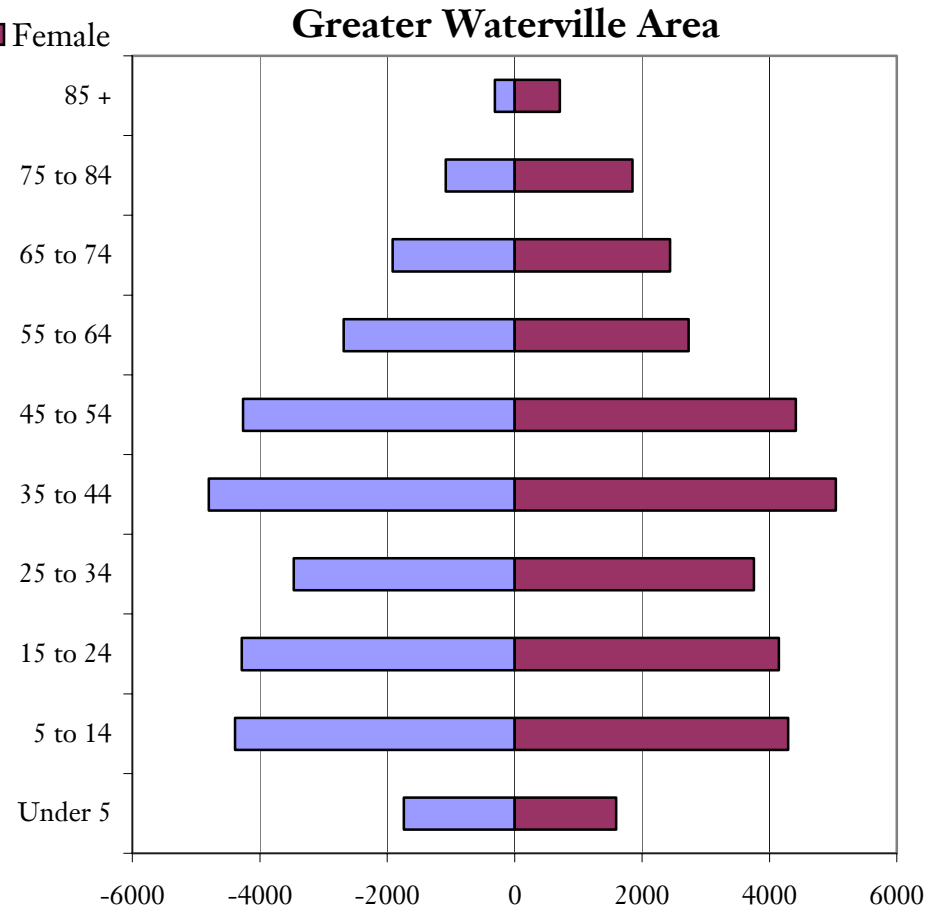 Greater Waterville Area
Female
85 +
75 to 84
65 to 74
55 to 64
45 to 54
35 to 44
25 to 34
15 to 24
5 to 14
Under 5
-6000 -4000 -2000 0 2000 4000 6000